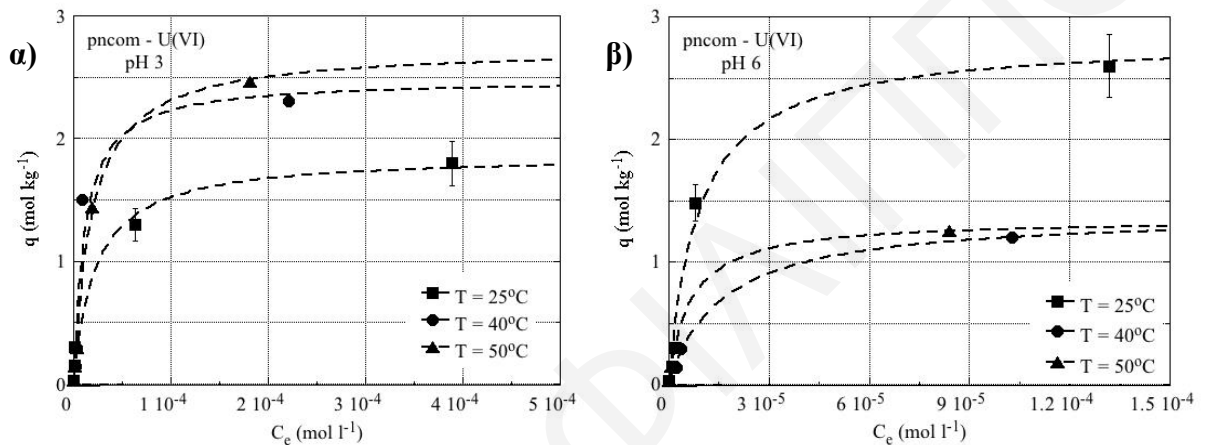 α)
pncom - U(VI)
pH 3
q (mol kg⁻¹)
3
2
1
0
T = 25°C
T = 40°C
T = 50°C
0 1 10⁻⁴ 2 10⁻⁴ 3 10⁻⁴ 4 10⁻⁴ 5 10⁻⁴
Cₑ (mol l⁻¹)
β)
pncom - U(VI)
pH 6
q (mol kg⁻¹)
3
2
1
0
T = 25°C
T = 40°C
T = 50°C
0 3 10⁻⁵ 6 10⁻⁵ 9 10⁻⁵ 1.2 10⁻⁴ 1.5 10⁻⁴
Cₑ (mol l⁻¹)